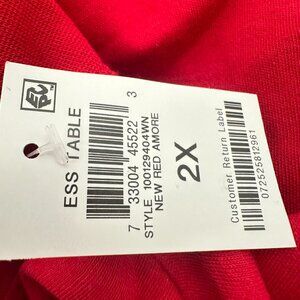 ESS TABLE
7 33004 45522 3
STYLE 100129404WN
NEW RED AMORE
2X
Customer Return Label
072525812961